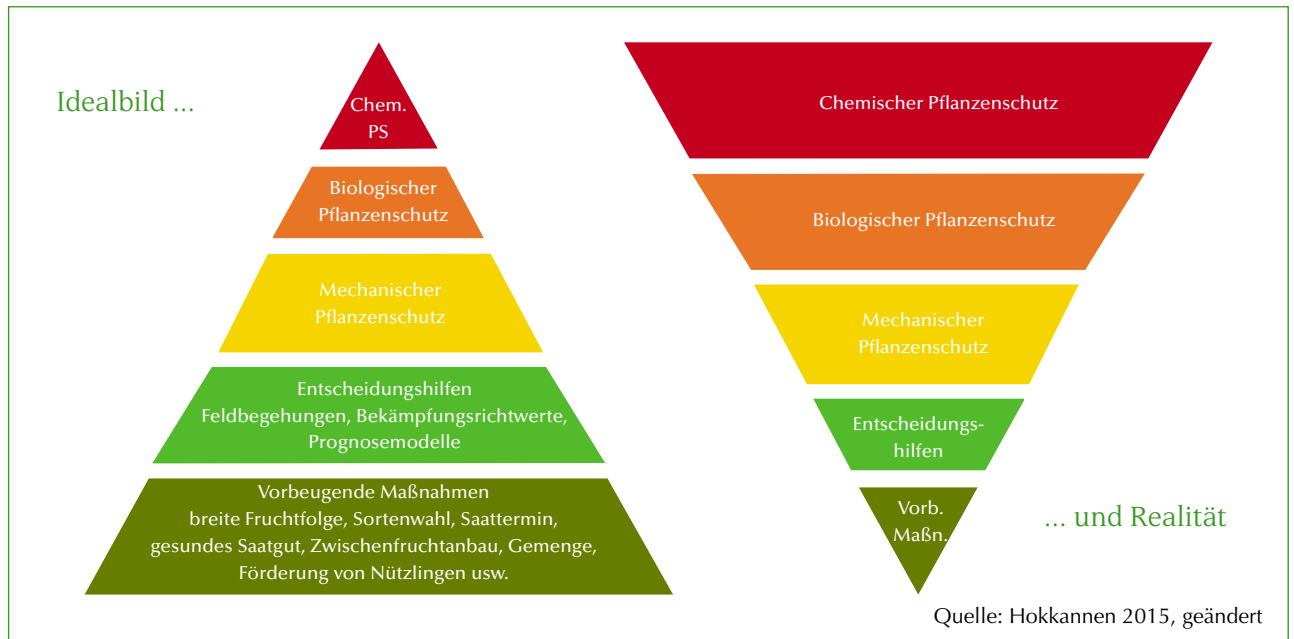 Idealbild ...
Chem.
PS
Biologischer
Pflanzenschutz
Mechanischer
Pflanzenschutz
Entscheidungshilfen
Feldbegehungen, Bekämpfungsrichtwerte,
Prognosemodelle
Vorbeugende Maßnahmen
breite Fruchtfolge, Sortenwahl, Saattermin,
gesundes Saatgut, Zwischenfruchtanbau, Gemenge,
Förderung von Nützlingen usw.
Chemischer Pflanzenschutz
Biologischer Pflanzenschutz
Mechanischer
Pflanzenschutz
Entscheidungs-
hilfen
Vorb.
Maßn.
... und Realität
Quelle: Hokkannen 2015, geändert